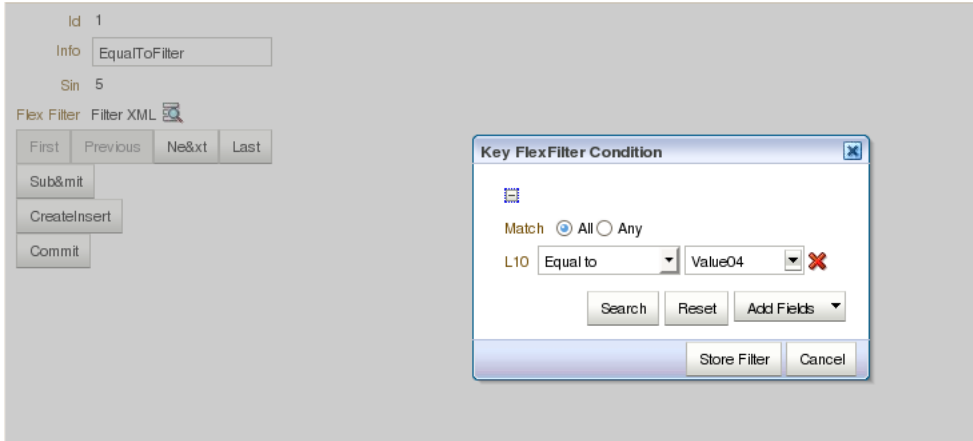 Id 1
Info EqualToFilter
Sin 5
Flex Filter Filter XML
First Previous Ne&xt Last
Sub&mit
CreateInsert
Commit
Key FlexFilter Condition
Match All Any
L10 Equal to Value04
Search Reset Add Fields
Store Filter Cancel